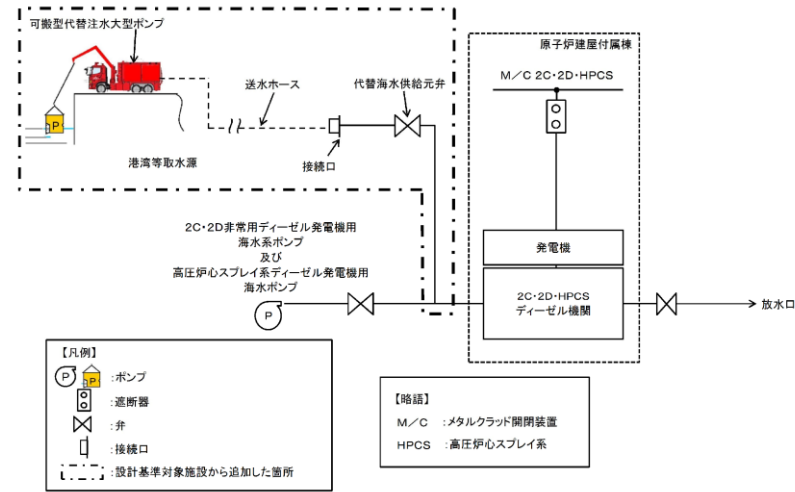 可搬型代替注水大型ポンプ
送水ホース
代替海水供給元弁
P
港湾等取水源
接続口
原子炉建屋付属棟
M/C 2C・2D・HPCS
2C・2D非常用ディーゼル発電機用
海水系ポンプ
及び
高圧炉心スプレイ系ディーゼル発電機用
海水ポンプ
P
発電機
2C・2D・HPCS
ディーゼル機関
放水口
【凡例】
P P :ポンプ
:遮断器
:弁
:接続口
:設計基準対象施設から追加した箇所
【略語】
M/C :メタルクラッド開閉装置
HPCS :高圧炉心スプレイ系